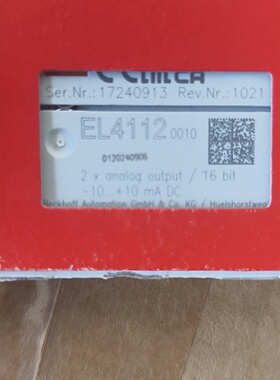 Ser.Nr.: 17240913 Rev.Nr.: 1021
EL4112 0010
0120240906
2 x analog output / 16 bit
-10...+10 mA DC
Beckhoff Automation GmbH & Co. KG / Huelshorstweg